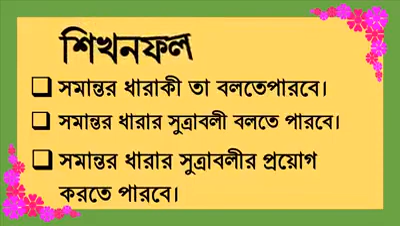 শিখনফল
সমান্তর ধারাকী তা বলতেপারবে।
সমান্তর ধারার সুত্রাবলী বলতে পারবে।
সমান্তর ধারার সুত্রাবলীর প্রয়োগ
করতে পারবে।